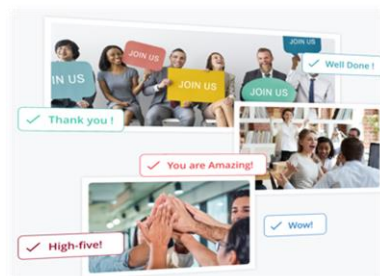 JOIN US
JOIN US
Well Done !
IN US
JOIN US
JOIN US
Thank you !
You are Amazing!
Wow!
High-five!